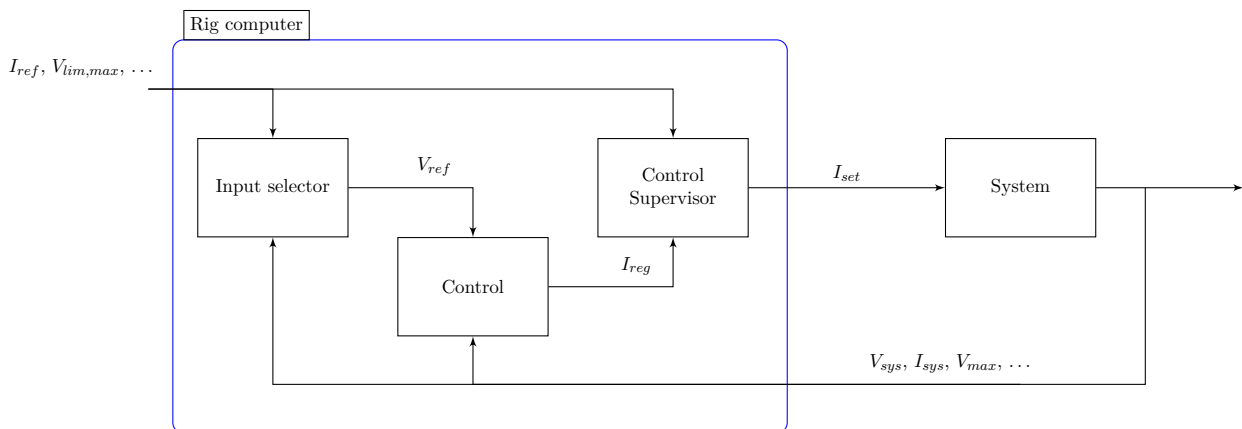 Rig computer
I_ref, V_lim,max, …
Input selector
V_ref
Control
Supervisor
I_set
System
Control
I_reg
V_sys, I_sys, V_max, …